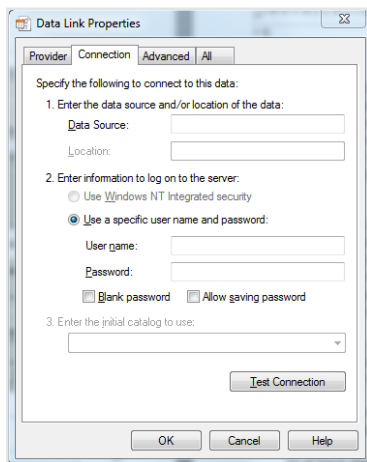 Data Link Properties
Provider Connection Advanced All
Specify the following to connect to this data:
1. Enter the data source and/or location of the data:
Data Source:
Location:
2. Enter information to log on to the server:
Use Windows NT Integrated security
Use a specific user name and password:
User name:
Password:
Blank password Allow saving password
3. Enter the initial catalog to use:
Test Connection
OK Cancel Help